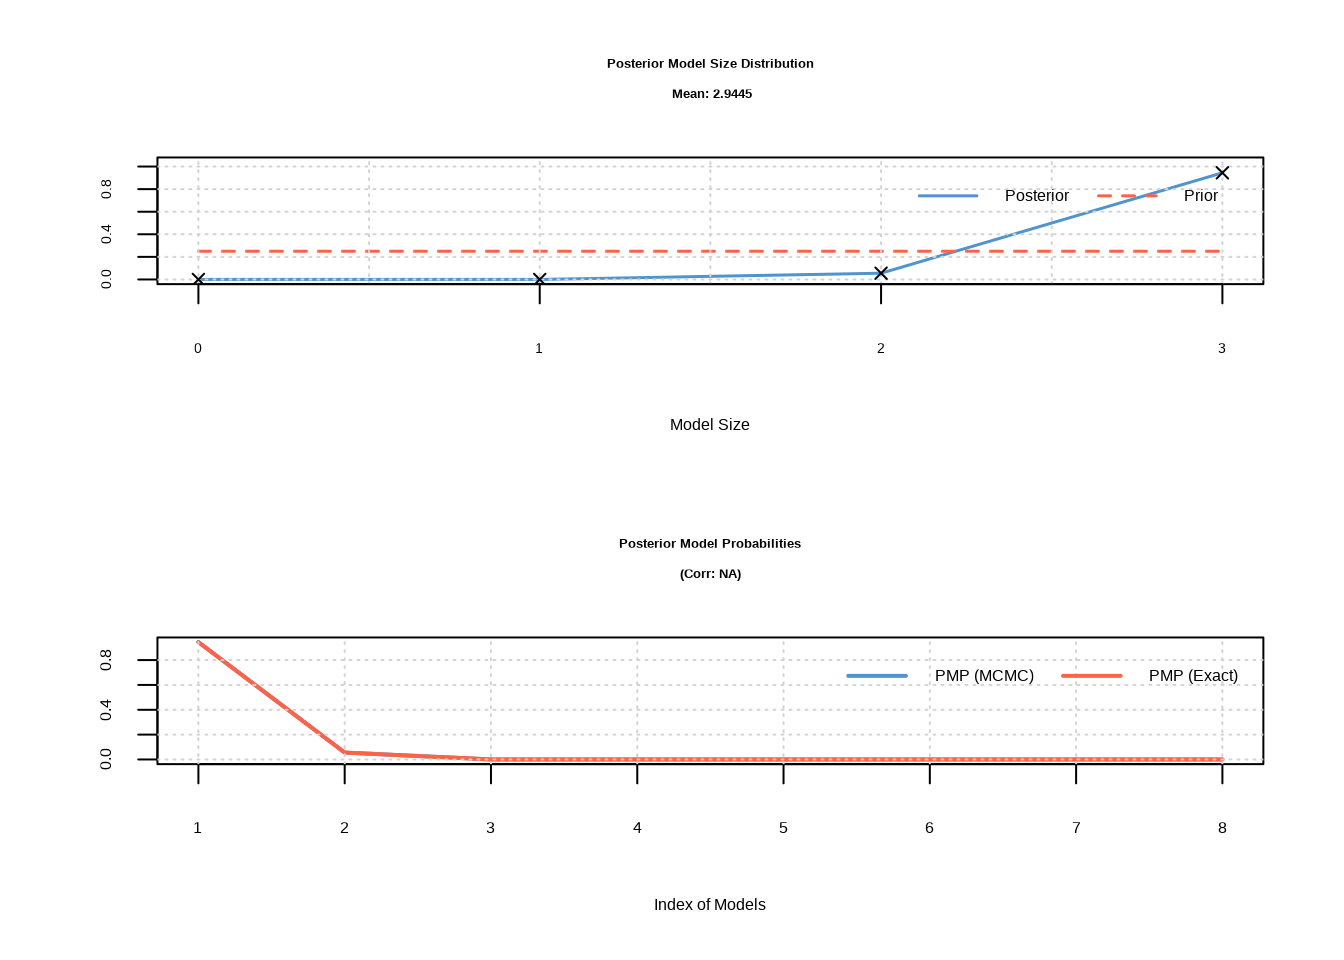 Posterior Model Size Distribution
Mean: 2.9445
0.8
Posterior Prior
0.4
0.0
0 1 2 3
Model Size
Posterior Model Probabilities
(Corr: NA)
0.8
PMP (MCMC) PMP (Exact)
0.4
0.0
1 2 3 4 5 6 7 8
Index of Models